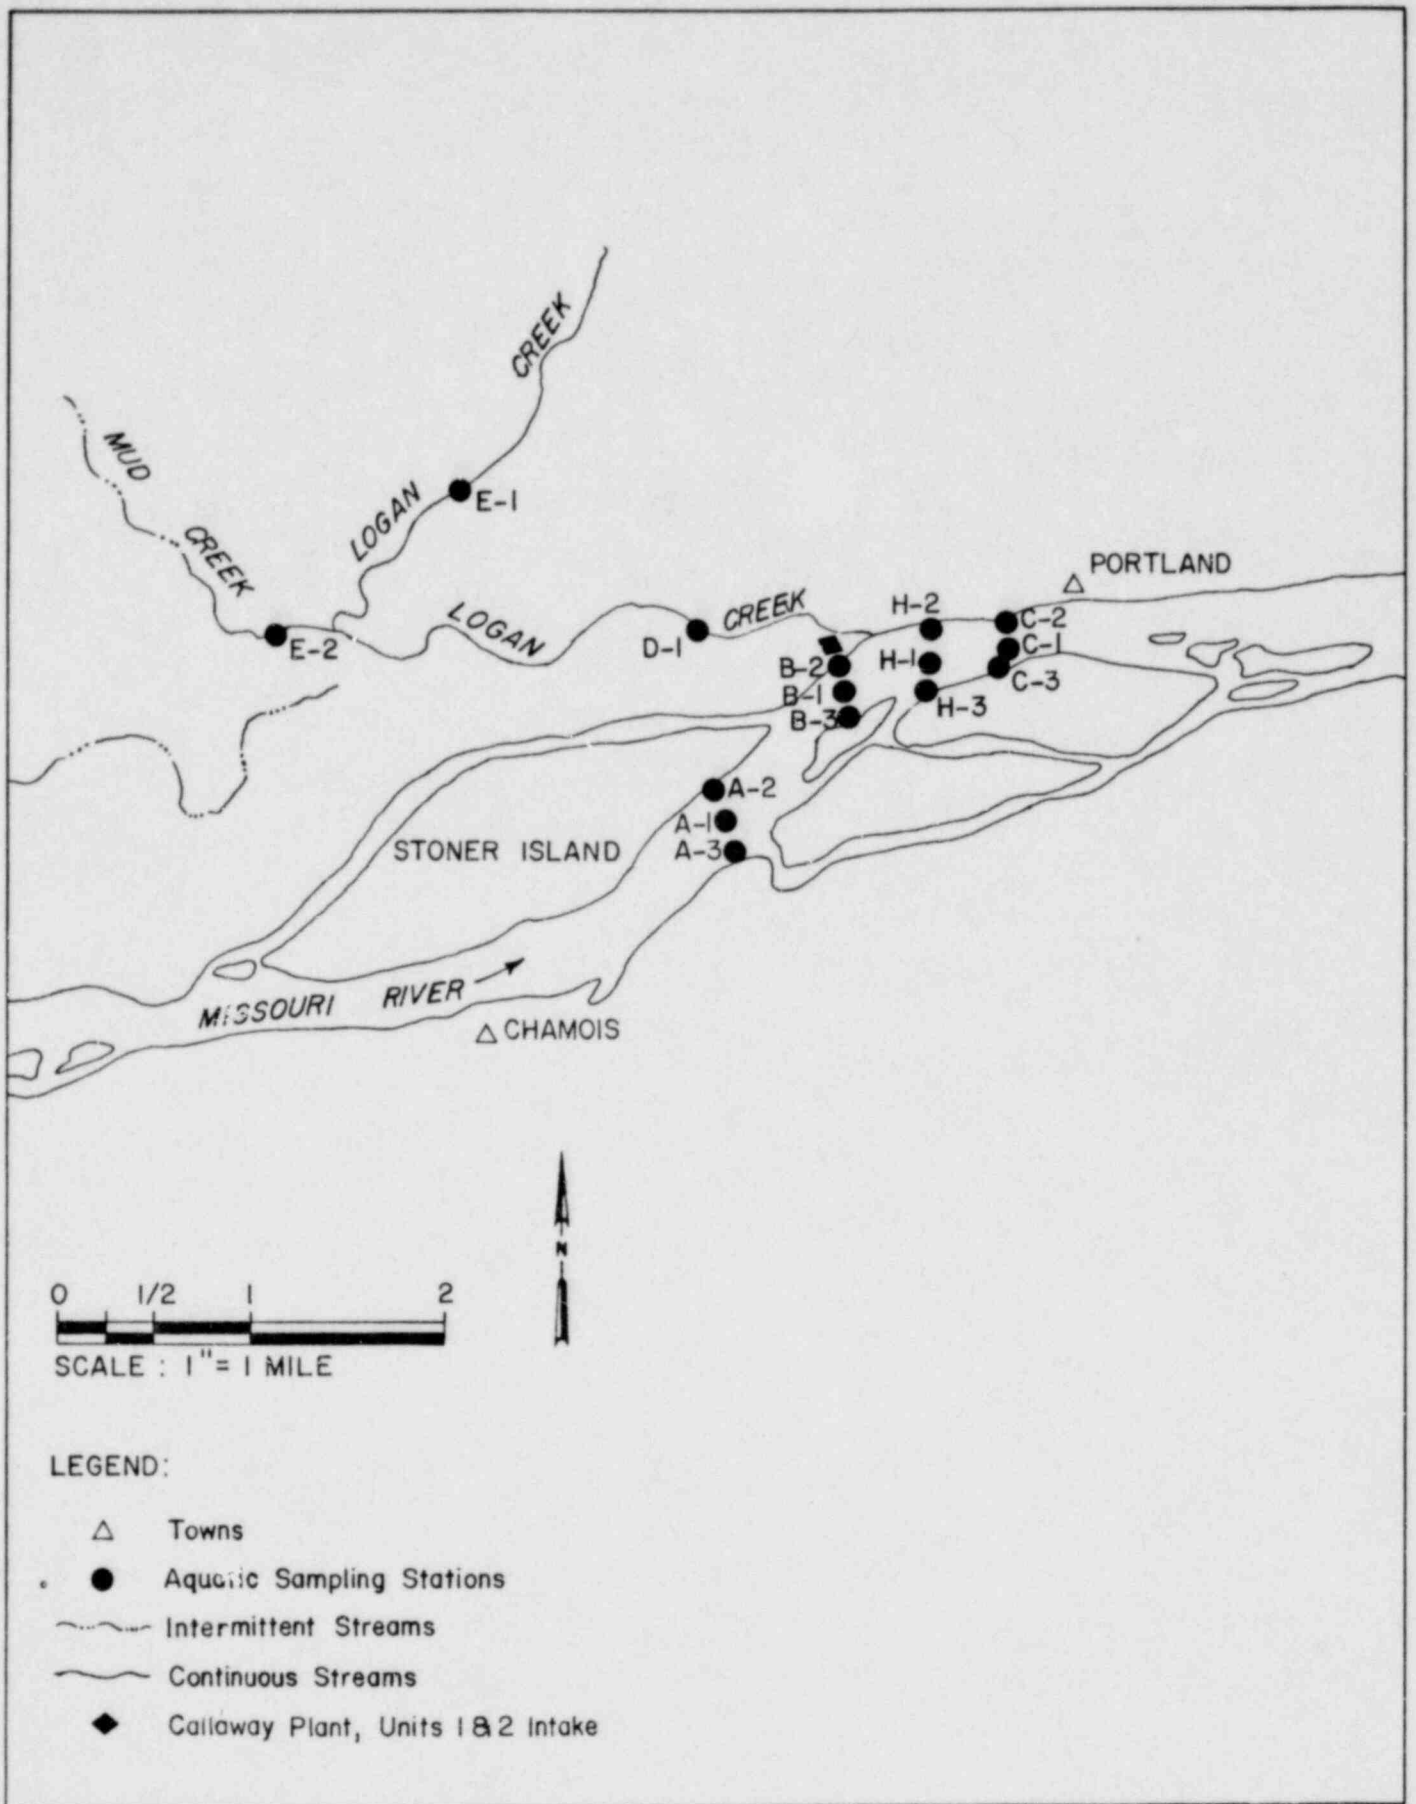 CREEK
MUD
LOGAN
E-1
CREEK
PORTLAND
LOGAN
CREEK
H-2
C-2
E-2
D-1
C-1
B-2
H-1
C-3
B-1
H-3
B-3
A-2
A-1
STONER ISLAND
A-3
MISSOURI RIVER
CHAMOIS
N
0 1/2 1 2
SCALE : 1"= 1 MILE
LEGEND:
Towns
Aquatic Sampling Stations
Intermittent Streams
Continuous Streams
Callaway Plant, Units 1 & 2 Intake